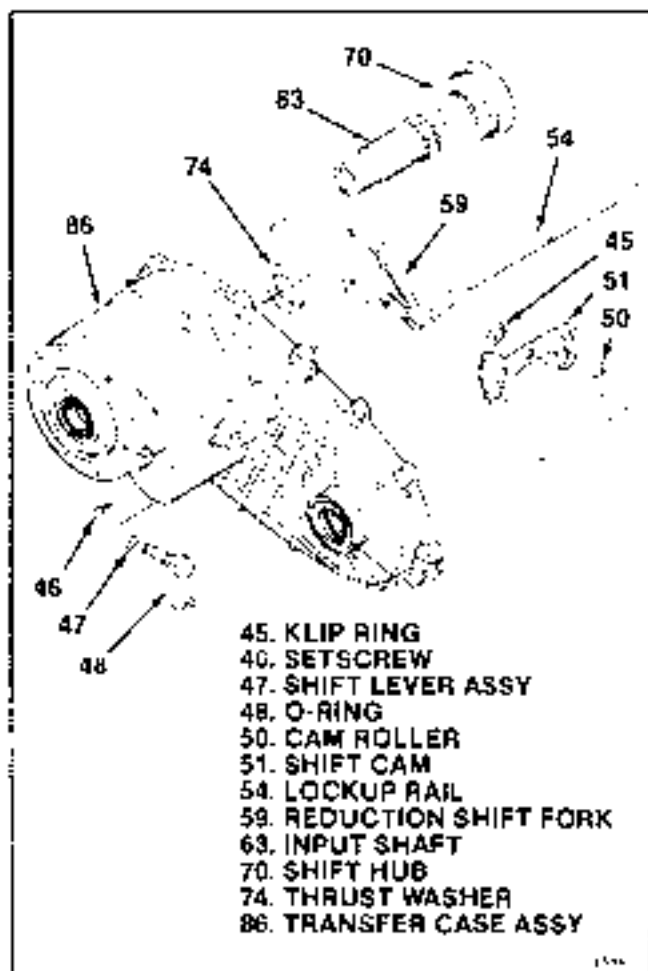 70
63
54
74
59
86
45
51
50
46
47
48
45. KLIP RING
46. SETSCREW
47. SHIFT LEVER ASSY
48. O-RING
50. CAM ROLLER
51. SHIFT CAM
54. LOCKUP RAIL
59. REDUCTION SHIFT FORK
63. INPUT SHAFT
70. SHIFT HUB
74. THRUST WASHER
86. TRANSFER CASE ASSY